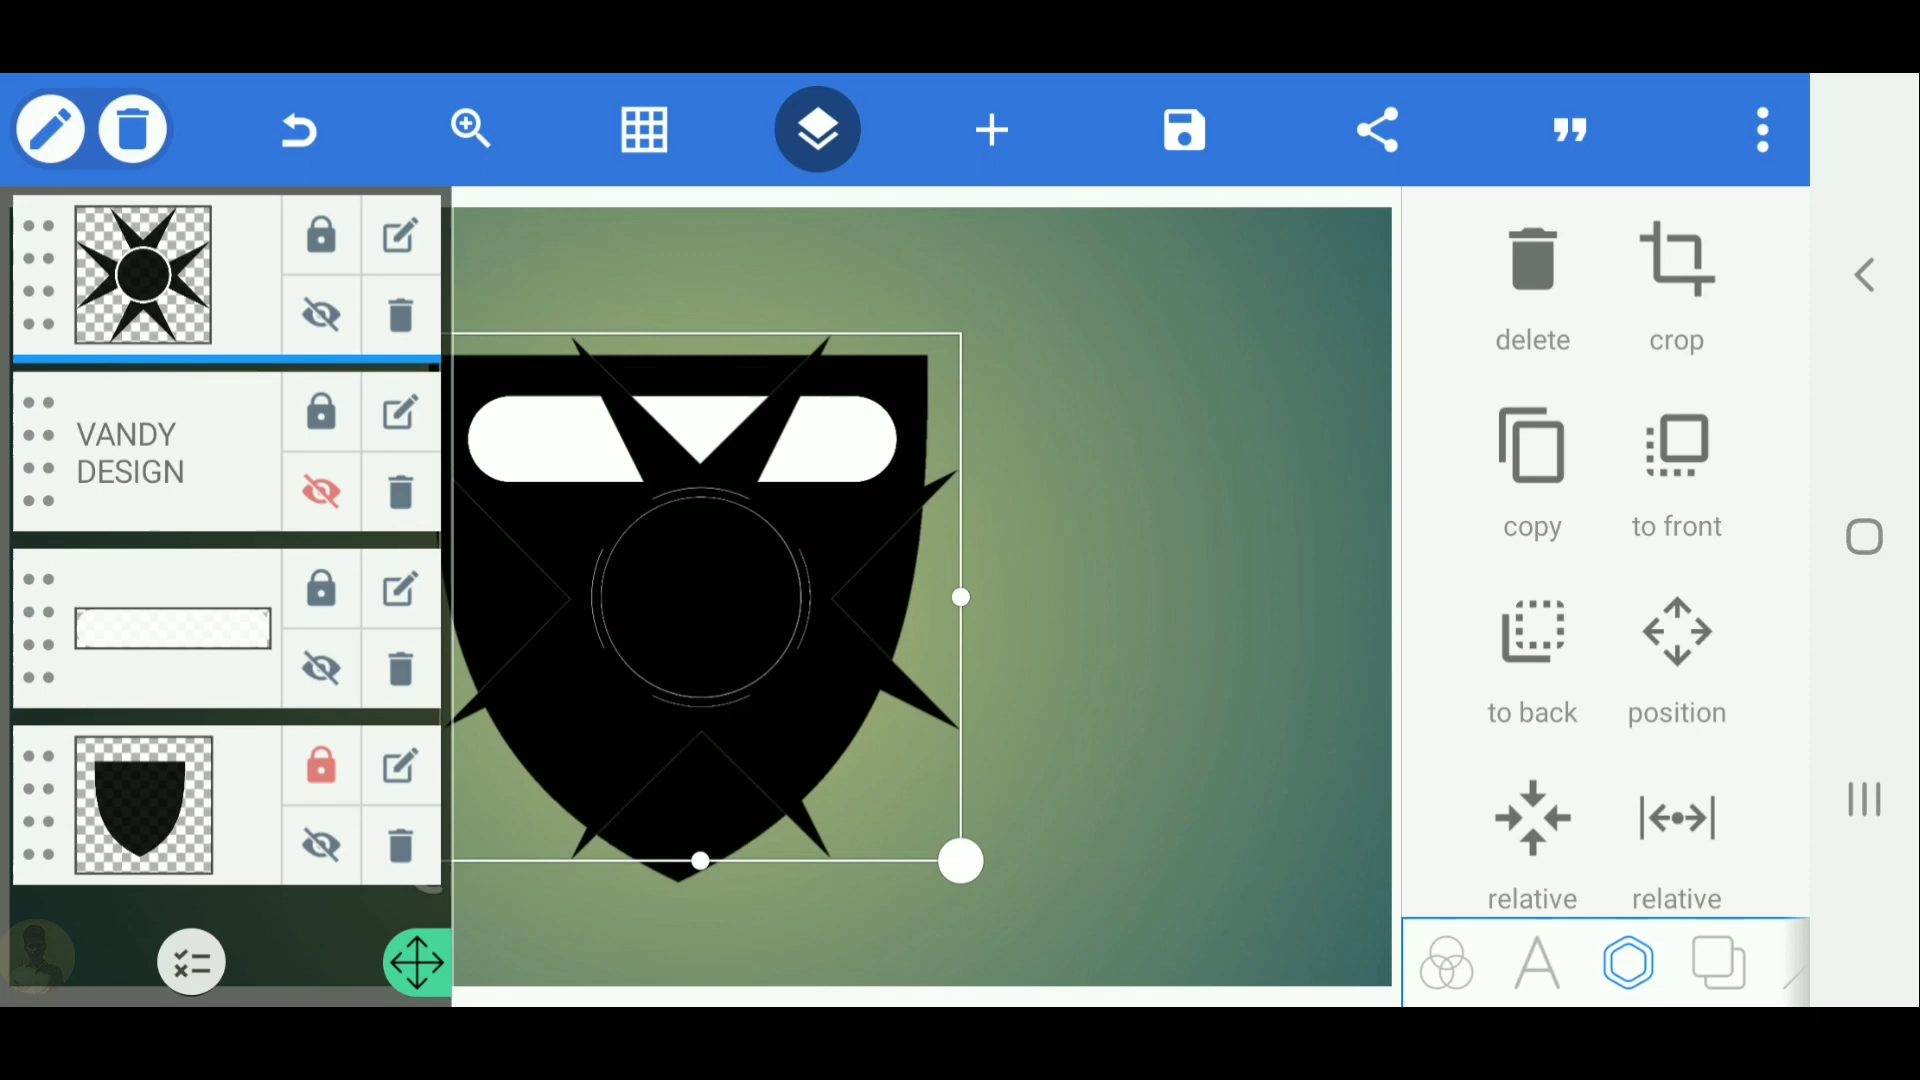 VANDY
DESIGN
delete
crop
copy
to front
to back
position
relative
relative